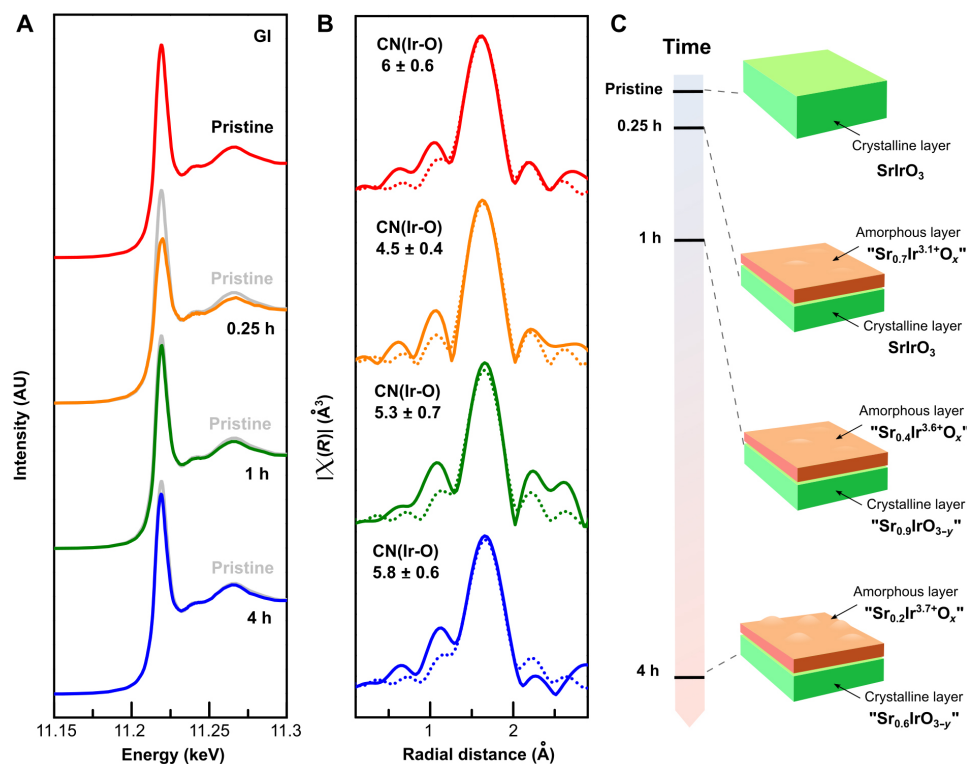 A
GI
Pristine
Pristine
0.25 h
Pristine
1 h
Pristine
4 h
Intensity (AU)
11.15
11.2
11.25
11.3
Energy (keV)
B
CN(Ir-O)
6 ± 0.6
CN(Ir-O)
4.5 ± 0.4
CN(Ir-O)
5.3 ± 0.7
CN(Ir-O)
5.8 ± 0.6
|χ(R)| (Å³)
1
2
Radial distance (Å)
C
Time
Pristine
0.25 h
1 h
4 h
Crystalline layer
SrIrO₃
Amorphous layer
"Sr₀.₇Ir³·¹⁺Oₓ"
Crystalline layer
SrIrO₃
Amorphous layer
"Sr₀.₄Ir³·⁶⁺Oₓ"
Crystalline layer
"Sr₀.₉IrO₃₋y"
Amorphous layer
"Sr₀.₂Ir³·⁷⁺Oₓ"
Crystalline layer
"Sr₀.₆IrO₃₋y"